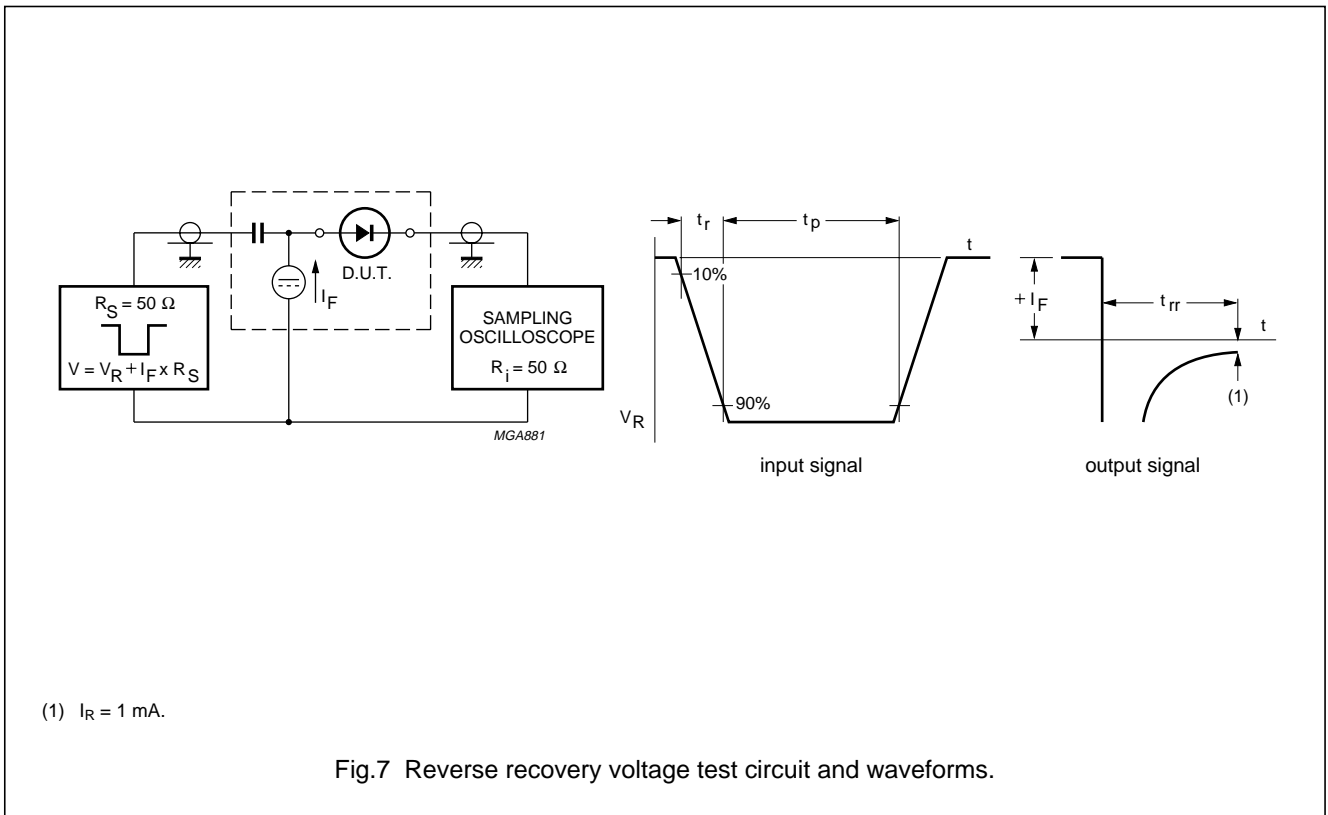 R_S = 50 Ω
V = V_R + I_F x R_S
I_F
D.U.T.
SAMPLING
OSCILLOSCOPE
R_i = 50 Ω
MGA881
t_r
t_p
t
10%
90%
V_R
input signal
+ I_F
t_rr
t
(1)
output signal
(1) I_R = 1 mA.
Fig.7 Reverse recovery voltage test circuit and waveforms.